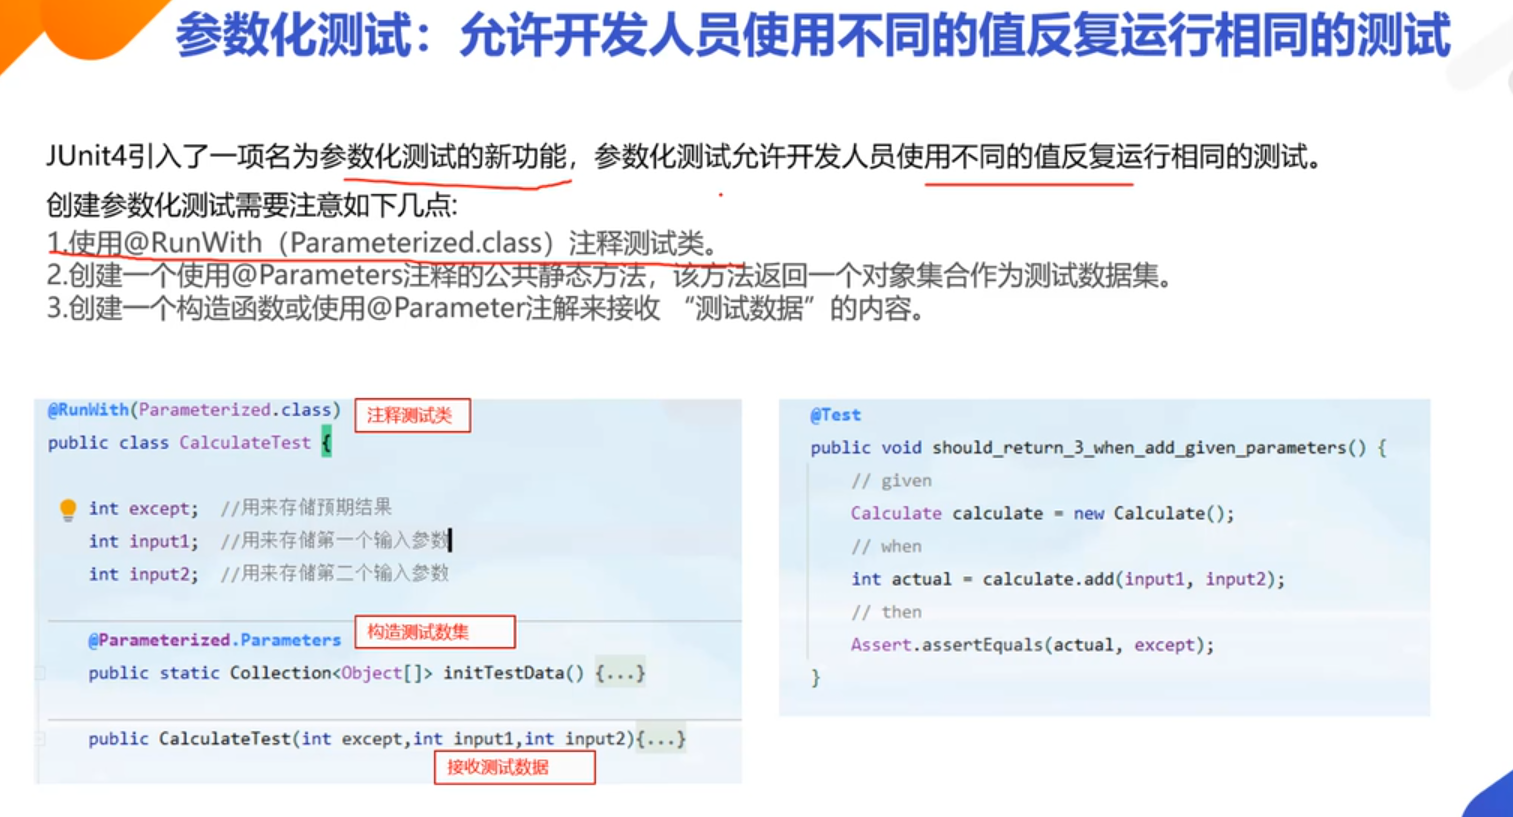 参数化测试：允许开发人员使用不同的值反复运行相同的测试
JUnit4引入了一项名为参数化测试的新功能，参数化测试允许开发人员使用不同的值反复运行相同的测试。
创建参数化测试需要注意如下几点:
1.使用@RunWith（Parameterized.class）注释测试类。
2.创建一个使用@Parameters注释的公共静态方法，该方法返回一个对象集合作为测试数据集。
3.创建一个构造函数或使用@Parameter注解来接收 “测试数据”的内容。
@RunWith(Parameterized.class)
注释测试类
public class CalculateTest {
int except; //用来存储预期结果
int input1; //用来存储第一个输入参数
int input2; //用来存储第二个输入参数
@Parameterized.Parameters
构造测试数集
public static Collection<Object[]> initTestData() {...}
public CalculateTest(int except,int input1,int input2){...}
接收测试数据
@Test
public void should_return_3_when_add_given_parameters() {
// given
Calculate calculate = new Calculate();
// when
int actual = calculate.add(input1, input2);
// then
Assert.assertEquals(actual, except);
}